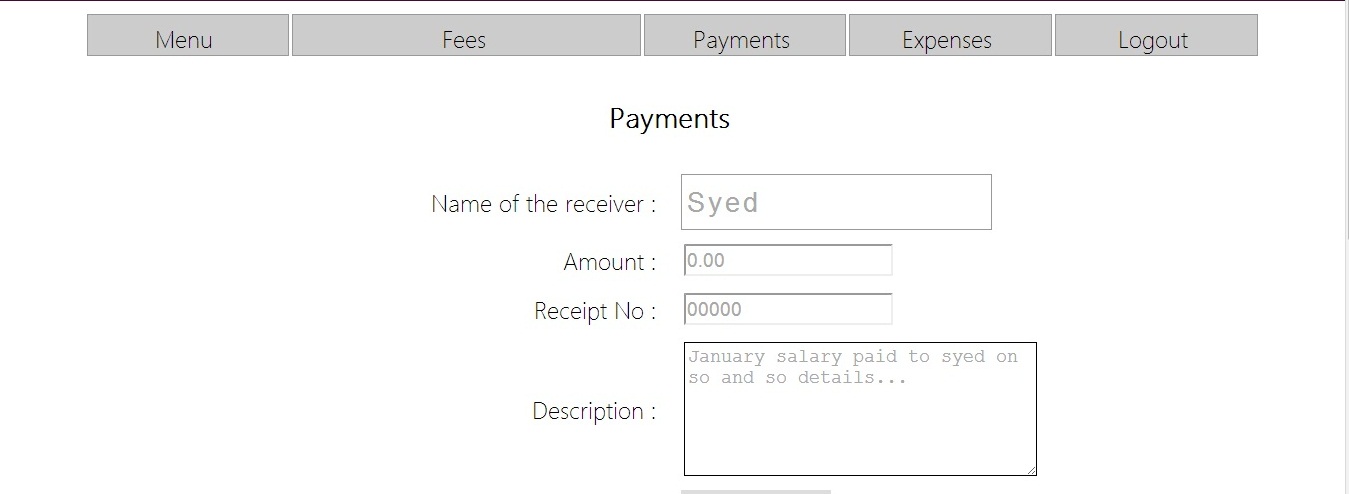 Menu Fees Payments Expenses Logout
Payments
Name of the receiver : Syed
Amount : 0.00
Receipt No : 00000
Description : January salary paid to syed on
so and so details...